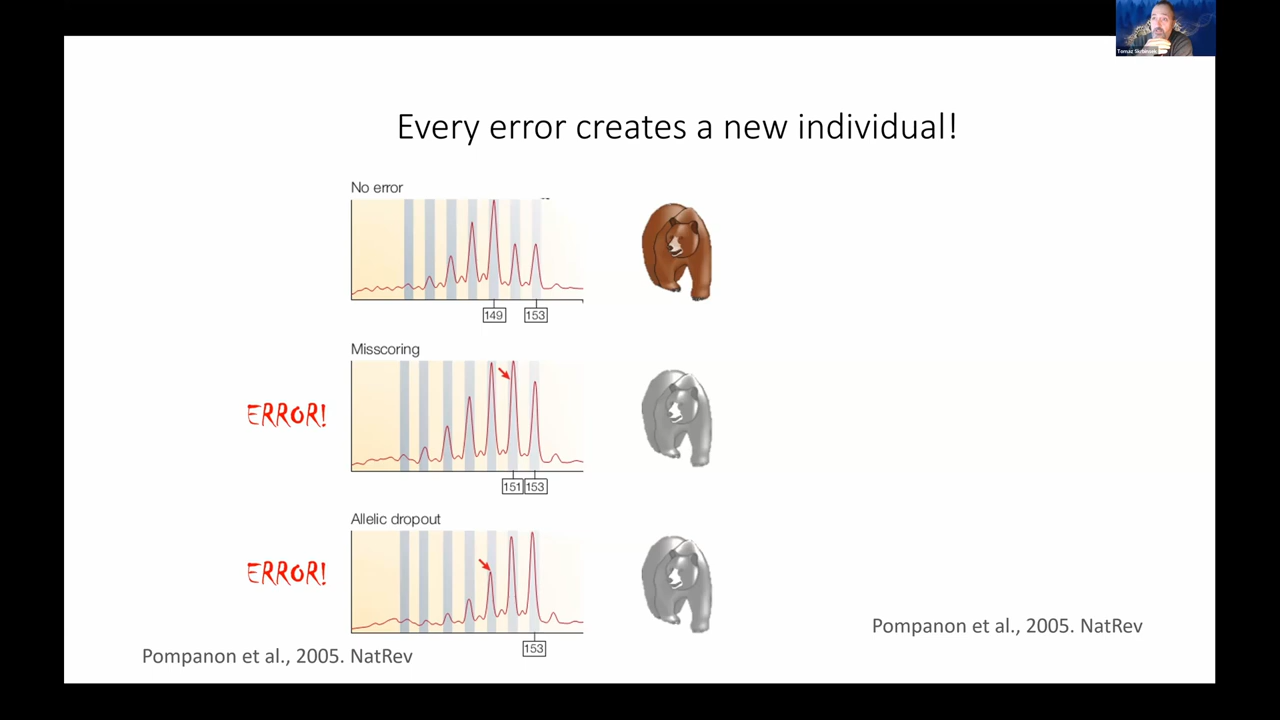 Every error creates a new individual!
No error
149 153
Misscoring
ERROR!
151 153
Allelic dropout
ERROR!
153
Pompanon et al., 2005. NatRev
Pompanon et al., 2005. NatRev